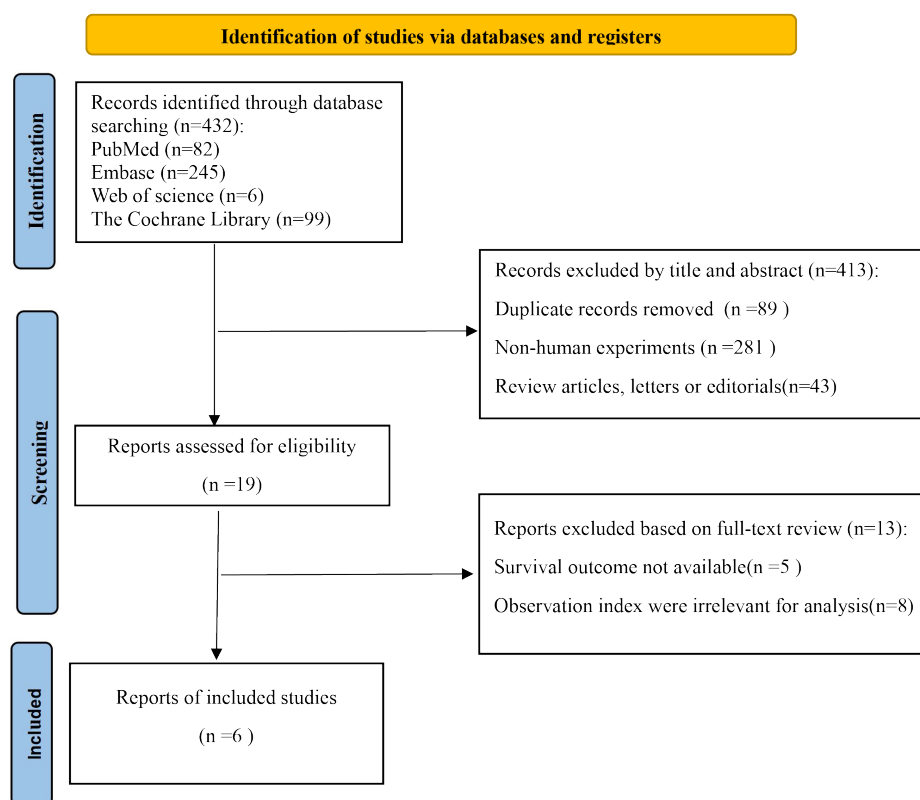 Identification of studies via databases and registers
Identification
Records identified through database
searching (n=432):
PubMed (n=82)
Embase (n=245)
Web of science (n=6)
The Cochrane Library (n=99)
Records excluded by title and abstract (n=413):
Duplicate records removed (n =89 )
Non-human experiments (n =281 )
Review articles, letters or editorials(n=43)
Screening
Reports assessed for eligibility
(n =19)
Reports excluded based on full-text review (n=13):
Survival outcome not available(n =5 )
Observation index were irrelevant for analysis(n=8)
Included
Reports of included studies
(n =6 )